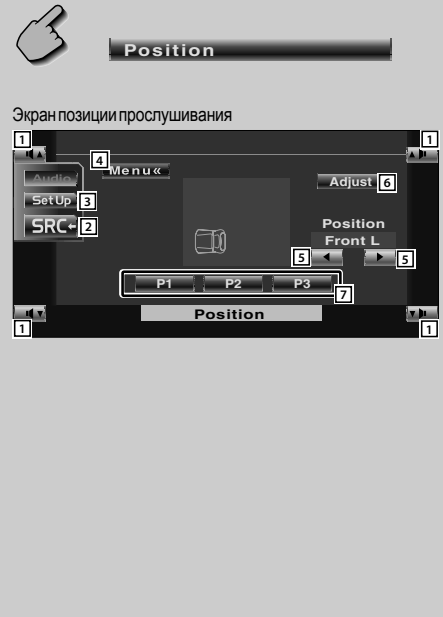 Position
Экран позиции прослушивания
1
1
4
Menu«
Audio
Adjust 6
SetUp 3
SRC 2
Position
Front L
5
5
P1 P2 P3
7
Position
1
1